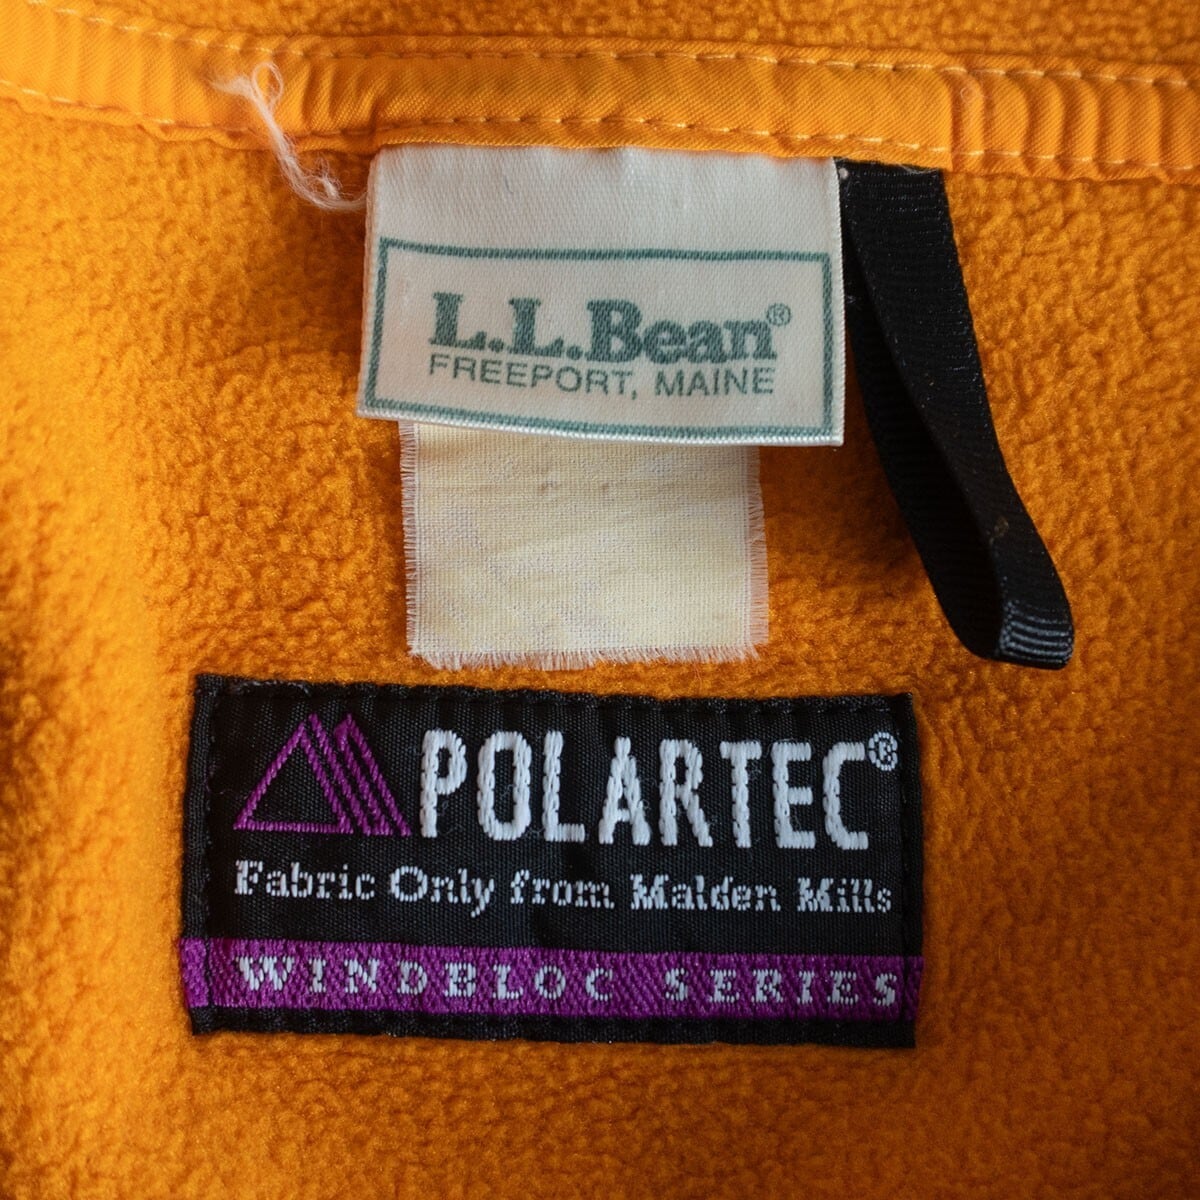 L.L.Bean®
FREEPORT, MAINE
POLARTEC®
Fabric Only from Malden Mills
WINDBLOC SERIES